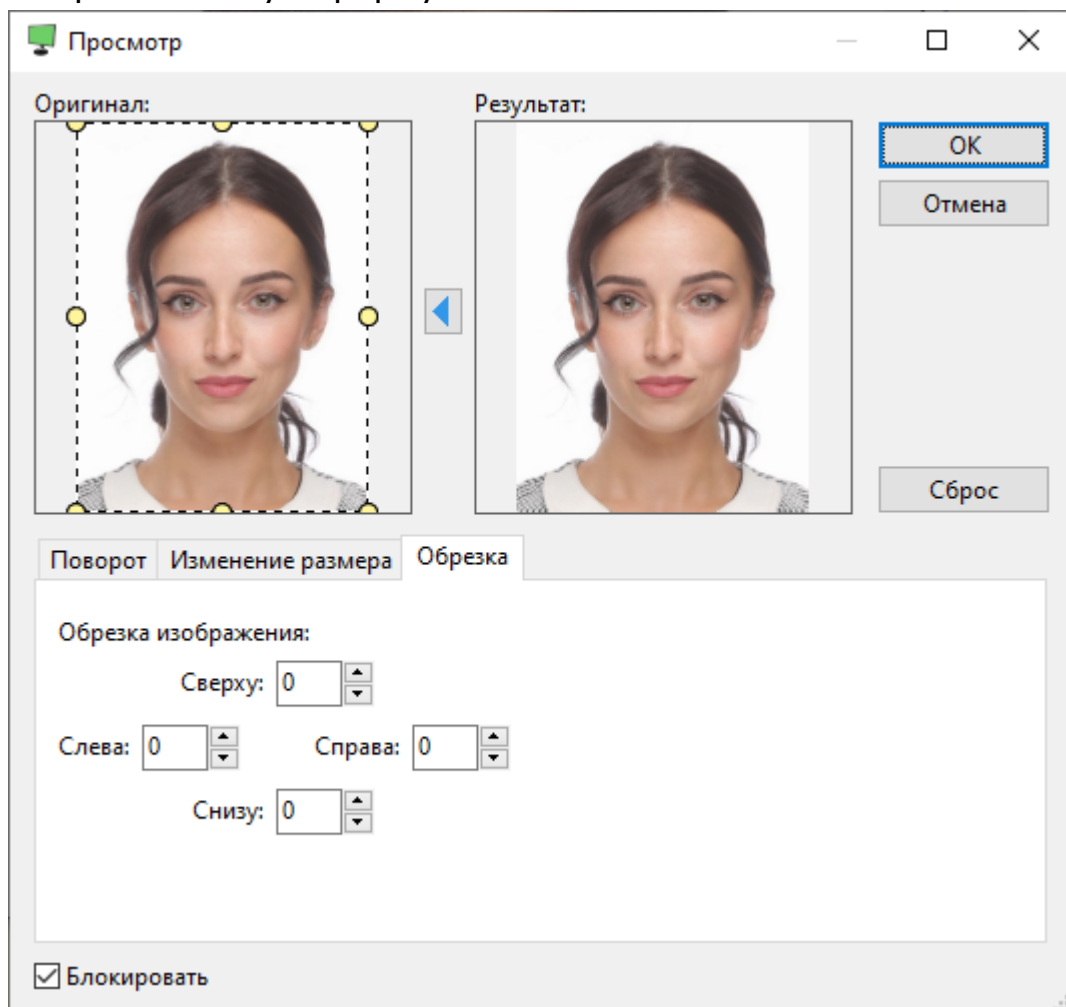 Просмотр
Оригинал:
Результат:
OK
Отмена
Сброс
Поворот Изменение размера Обрезка
Обрезка изображения:
Сверху: 0
Слева: 0 Справа: 0
Снизу: 0
Блокировать